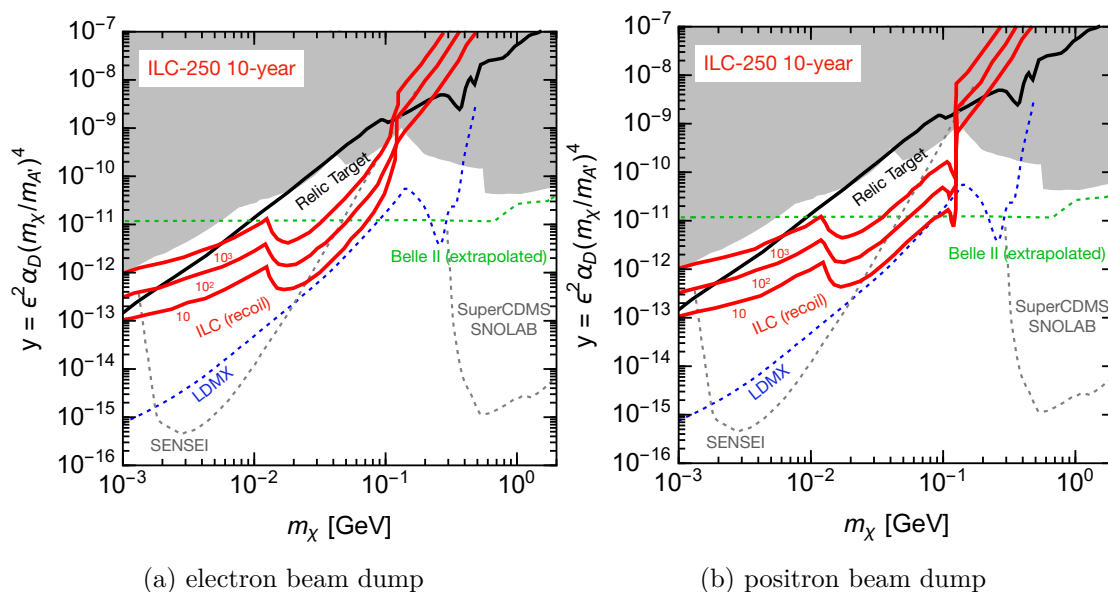 ILC-250 10-year
y = ϵ² α_D (m_χ/m_A')⁴
10⁻⁷
10⁻⁸
10⁻⁹
10⁻¹⁰
10⁻¹¹
10⁻¹²
10⁻¹³
10⁻¹⁴
10⁻¹⁵
10⁻¹⁶
Relic Target
Belle II (extrapolated)
10³
10²
10
ILC (recoil)
SuperCDMS
SNOLAB
LDMX
SENSEI
10⁻³ 10⁻² 10⁻¹ 10⁰
m_χ [GeV]
(a) electron beam dump
ILC-250 10-year
y = ϵ² α_D (m_χ/m_A')⁴
10⁻⁷
10⁻⁸
10⁻⁹
10⁻¹⁰
10⁻¹¹
10⁻¹²
10⁻¹³
10⁻¹⁴
10⁻¹⁵
10⁻¹⁶
Relic Target
Belle II (extrapolated)
10³
10²
10
ILC (recoil)
SuperCDMS
SNOLAB
LDMX
SENSEI
10⁻³ 10⁻² 10⁻¹ 10⁰
m_χ [GeV]
(b) positron beam dump